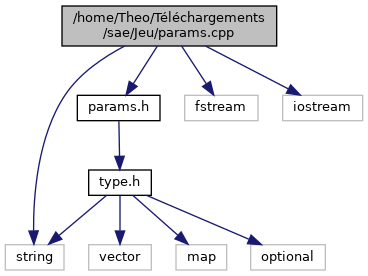 /home/Theo/Téléchargements
/sae/Jeu/params.cpp
params.h
fstream
iostream
type.h
string
vector
map
optional